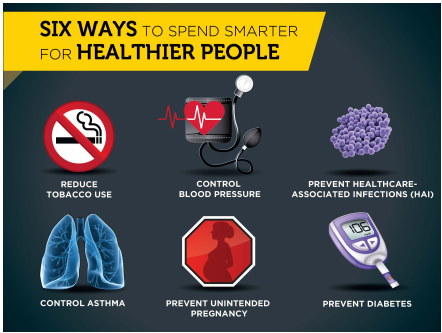 SIX WAYS TO SPEND SMARTER
FOR HEALTHIER PEOPLE
REDUCE
TOBACCO USE
CONTROL
BLOOD PRESSURE
PREVENT HEALTHCARE-
ASSOCIATED INFECTIONS (HAI)
106
CONTROL ASTHMA
PREVENT UNINTENDED
PREGNANCY
PREVENT DIABETES